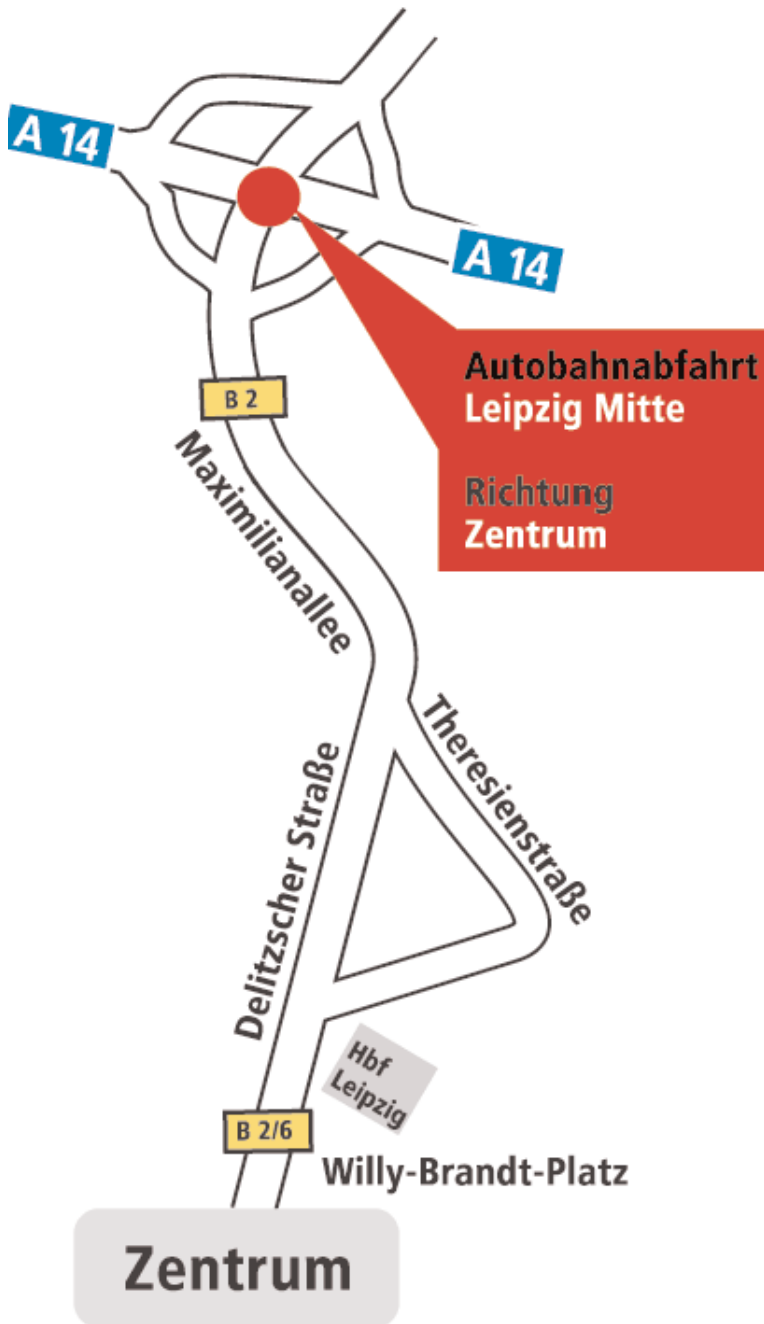 A 14
A 14
Autobahnabfahrt
Leipzig Mitte
Richtung
Zentrum
B 2
Maximilianallee
Theresienstraße
Delitzscher Straße
Hbf
Leipzig
B 2/6
Willy-Brandt-Platz
Zentrum